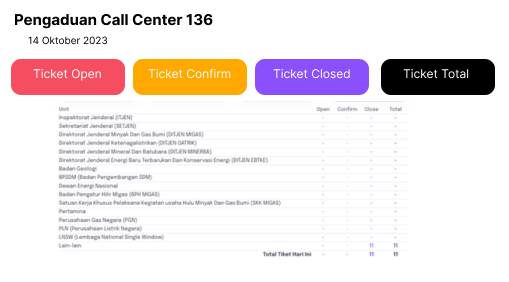 Pengaduan Call Center 136
14 Oktober 2023
Ticket Open Ticket Confirm Ticket Closed Ticket Total
Unit Open Confirm Close Total
Inspektorat Jenderal (ITJEN) - - - -
Sekretariat Jenderal (SETJEN) - - - -
Direktorat Jenderal Minyak Dan Gas Bumi (DITJEN MIGAS) - - - -
Direktorat Jenderal Ketenagalistrikan (DITJEN GATRIK) - - - -
Direktorat Jenderal Mineral Dan Batubara (DITJEN MINERBA) - - - -
Direktorat Jenderal Energi Baru Terbarukan Dan Konservasi Energi (DITJEN EBTKE) - - - -
Badan Geologi - - - -
BPSDM (Badan Pengembangan SDM) - - - -
Dewan Energi Nasional - - - -
Badan Pengatur Hilir Migas (BPH MIGAS) - - - -
Satuan Kerja Khusus Pelaksana Kegiatan usaha Hulu Minyak Dan Gas Bumi (SKK MIGAS) - - - -
Pertamina - - - -
Perusahaan Gas Negara (PGN) - - - -
PLN (Perusahaan Listrik Negara) - - - -
LNSW (Lembaga National Single Window) - - - -
Lain-lain - - 11 11
Total Tiket Hari Ini - - 11 11